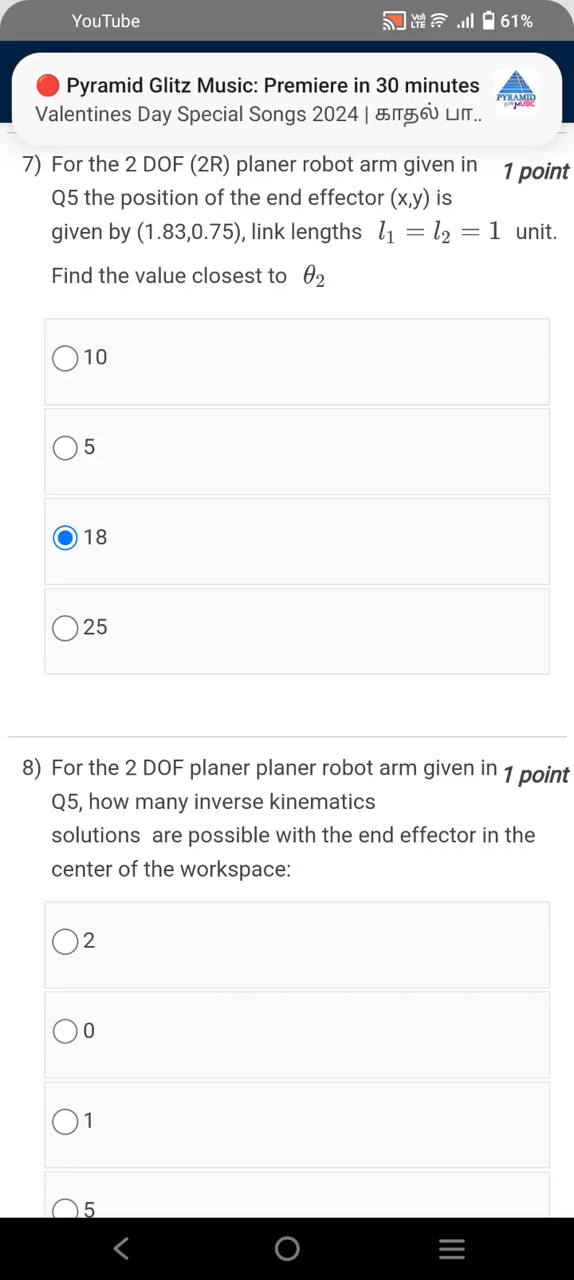 YouTube
Vo) LTE 61%
Pyramid Glitz Music: Premiere in 30 minutes
Valentines Day Special Songs 2024 | காதல் பா..
PYRAMID
MUSIC
7) For the 2 DOF (2R) planer robot arm given in 1 point
Q5 the position of the end effector (x,y) is
given by (1.83,0.75), link lengths l₁ = l₂ = 1 unit.
Find the value closest to θ₂
10
5
18
25
8) For the 2 DOF planer planer robot arm given in 1 point
Q5, how many inverse kinematics
solutions are possible with the end effector in the
center of the workspace:
2
0
1
5